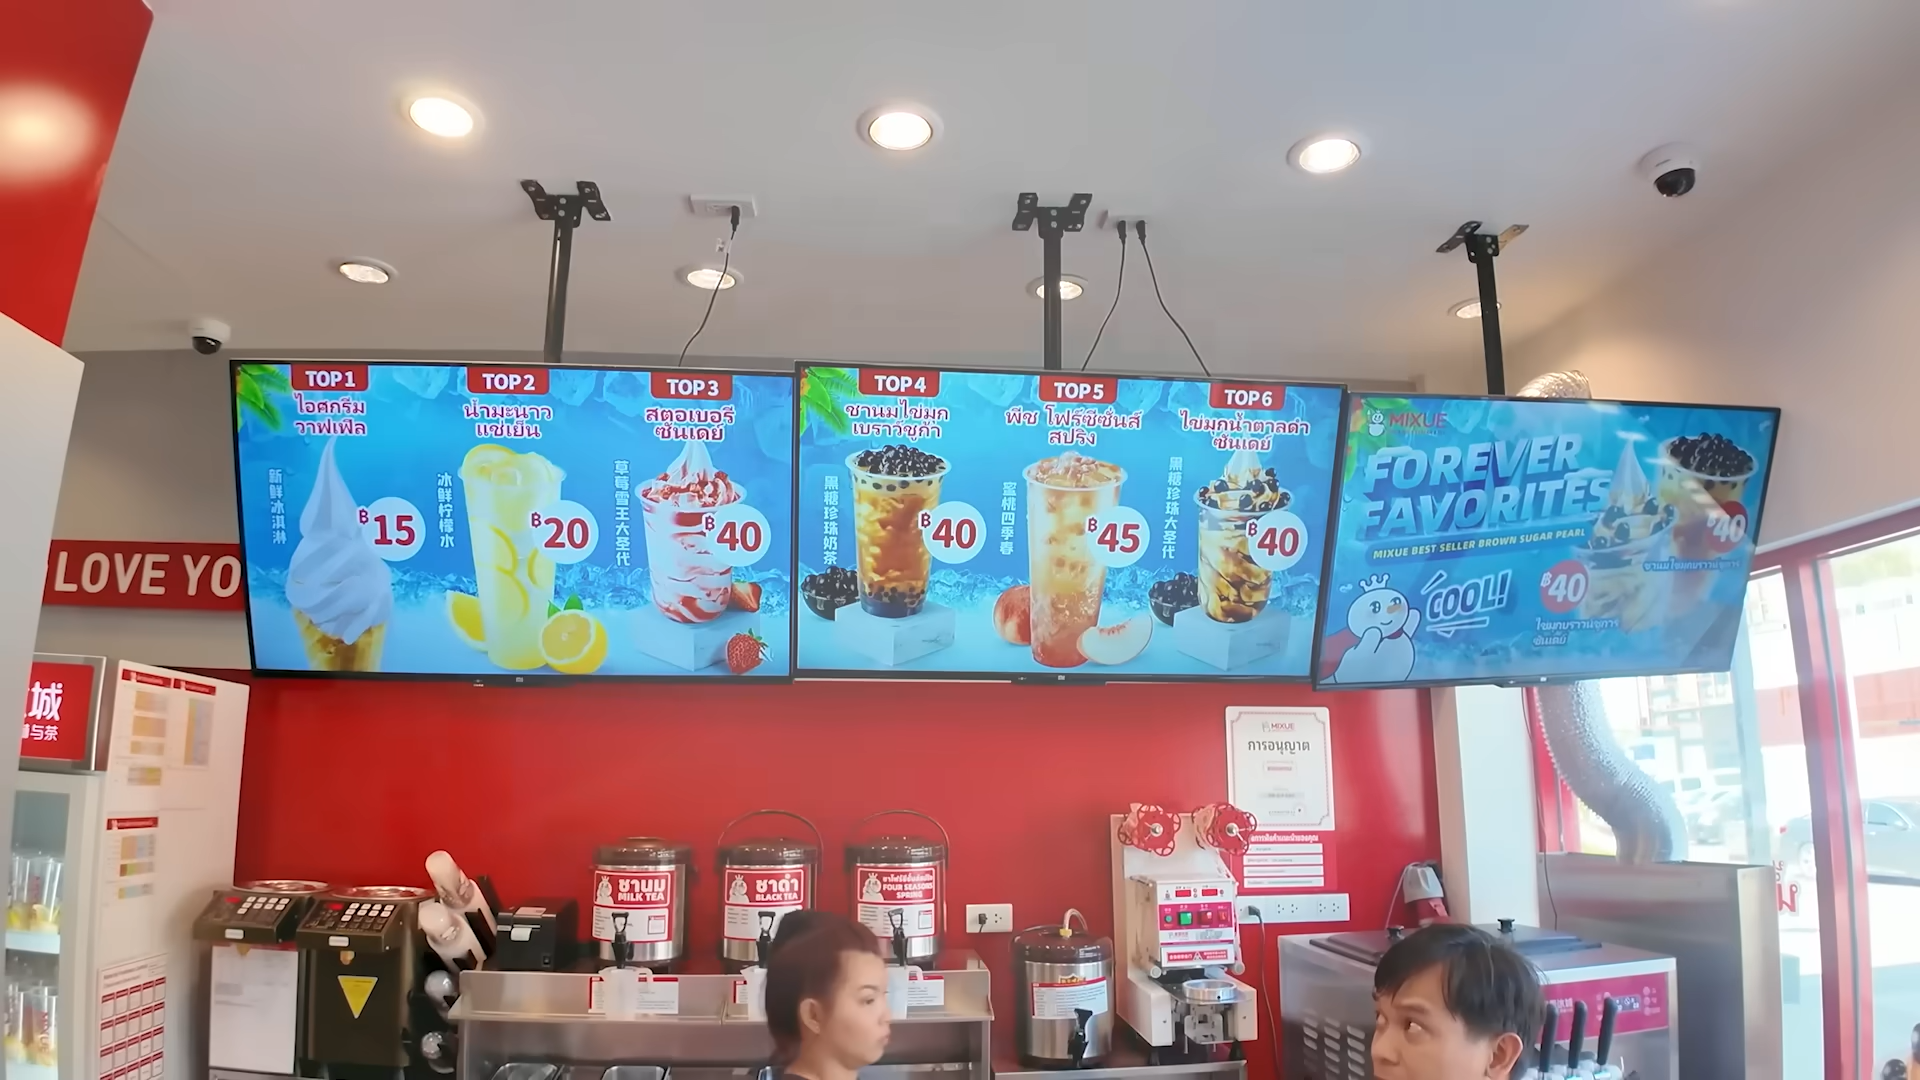 TOP 1
ไอศกรีม
วาฟเฟิล
新鲜冰淇淋
฿15
TOP 2
น้ำมะนาว
แช่เย็น
冰鲜柠檬水
฿20
TOP 3
สตอเบอรี่
ซันเดย์
草莓雪王大圣代
฿40
TOP 4
ชานมไข่มุก
เบราว์ชูก้า
黑糖珍珠奶茶
฿40
TOP 5
พีช โฟร์ซีซั่นส์
สปริง
蜜桃四季春
฿45
TOP 6
ไข่มุกน้ำตาลดำ
ซันเดย์
黑糖珍珠大圣代
฿40
MIXUE
FOREVER
FAVORITES
MIXUE BEST SELLER BROWN SUGAR PEARL
COOL!
฿40
฿40
LOVE YO
城
与茶
MIXUE
การอนุญาต
ชานม
MILK TEA
ชาดำ
BLACK TEA
FOUR SEASONS
SPRING